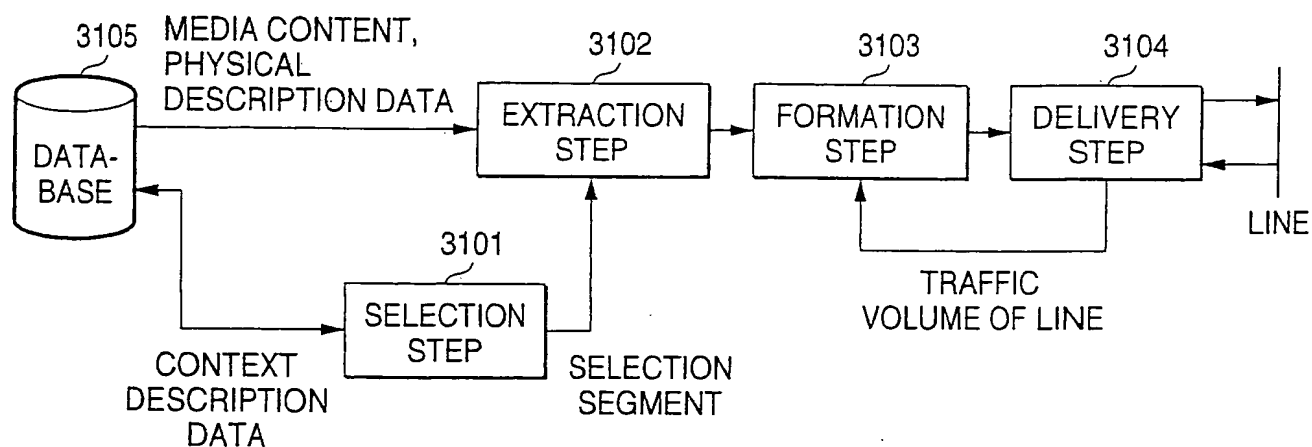 3105
MEDIA CONTENT,
PHYSICAL
DESCRIPTION DATA
3102
3103
3104
DATA-
BASE
EXTRACTION
STEP
FORMATION
STEP
DELIVERY
STEP
LINE
3101
SELECTION
STEP
TRAFFIC
VOLUME OF LINE
CONTEXT
DESCRIPTION
DATA
SELECTION
SEGMENT